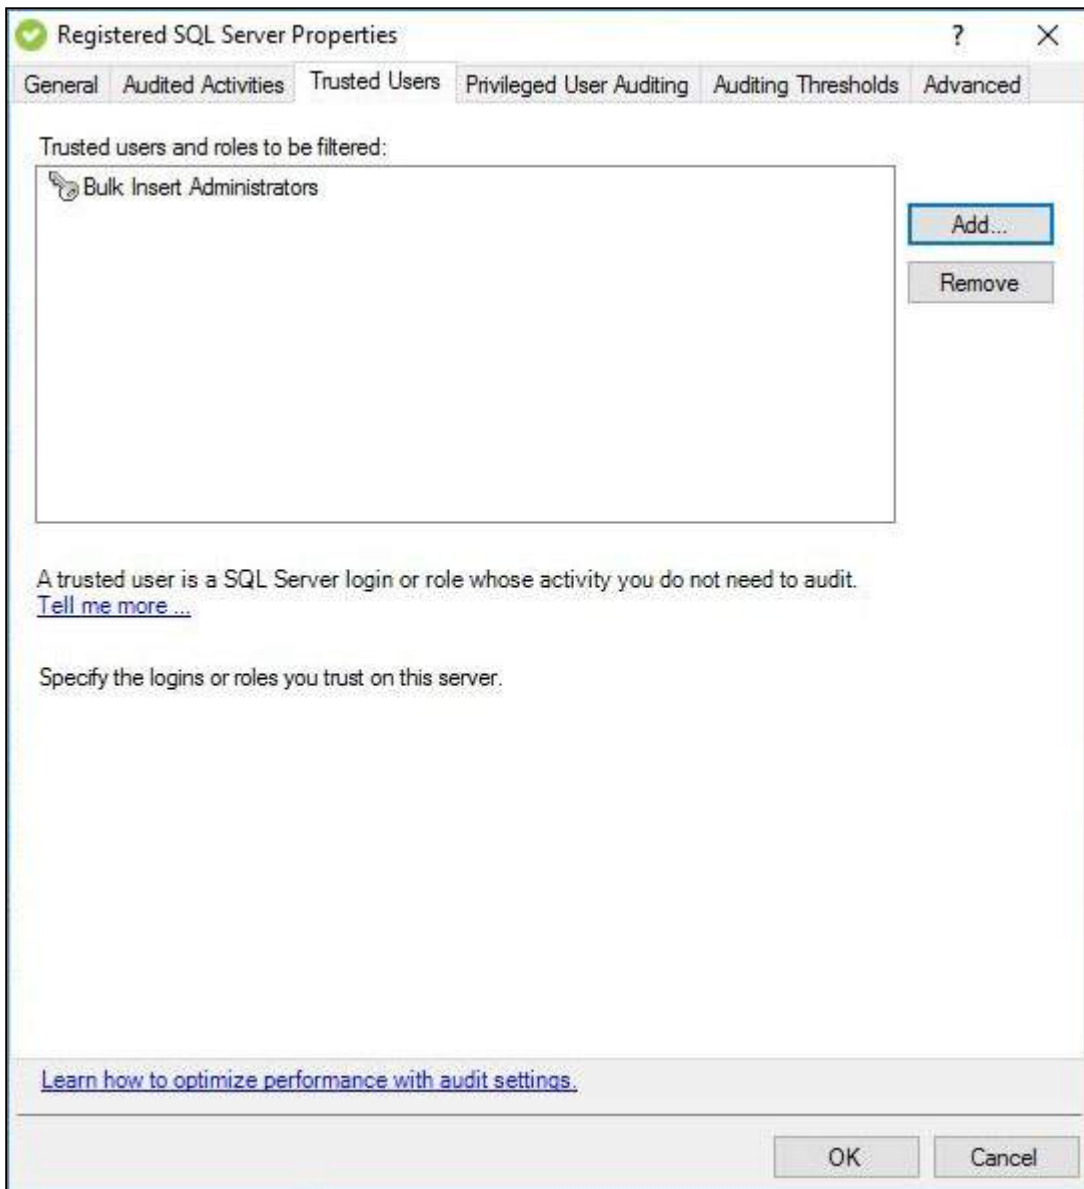 Registered SQL Server Properties ?
General Audited Activities Trusted Users Privileged User Auditing Auditing Thresholds Advanced
Trusted users and roles to be filtered:
Bulk Insert Administrators
Add...
Remove
A trusted user is a SQL Server login or role whose activity you do not need to audit.
Tell me more ...
Specify the logins or roles you trust on this server.
Learn how to optimize performance with audit settings.
OK Cancel